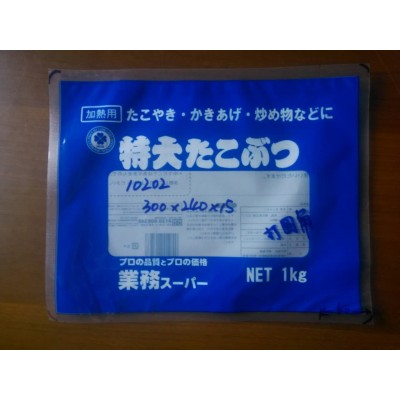 加熱用 たこやき・かきあげ・炒め物などに
特大たこぶつ
10202
300×240×15
プロの品質とプロの価格
業務スーパー
NET 1kg